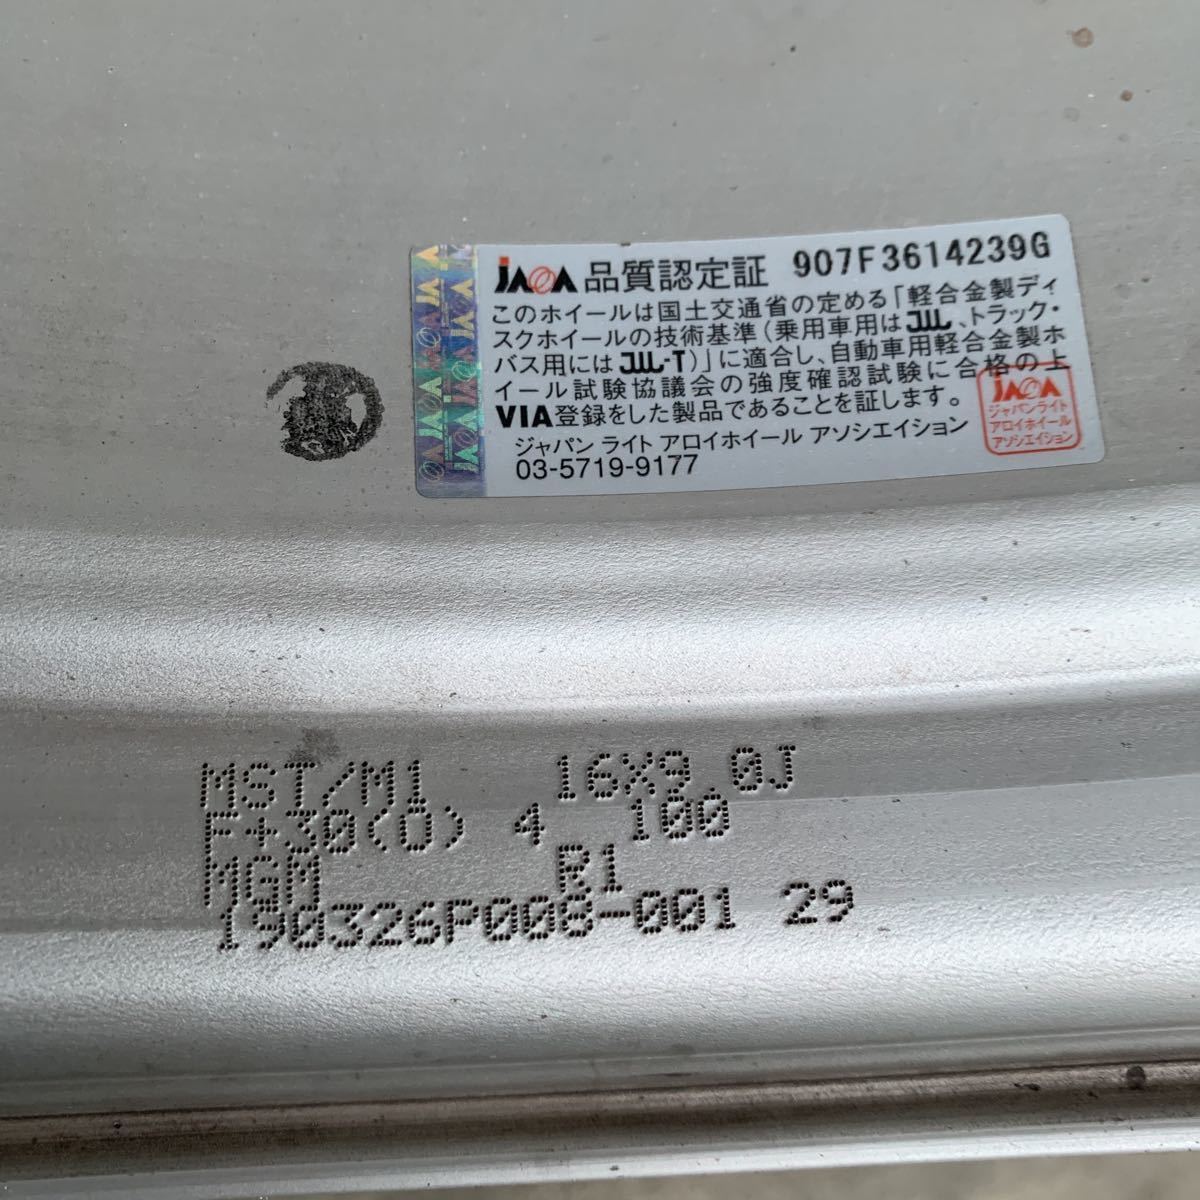 JAWA 品質認定証 907F3614239G
このホイールは国土交通省の定める「軽合金製ディ
スクホイールの技術基準(乗用車用はJWL、トラック・
バス用にはJWL-T)」に適合し、自動車用軽合金製ホ
イール試験協議会の強度確認試験に合格の上
VIA登録をした製品であることを証します。
ジャパン ライト アロイホイール アソシエイション
03-5719-9177
JAWA
ジャパンライト
アロイホイール
アソシエイション
MST/M1 16X9.0J
F+30(O) 4 100
MGM R1
190326P008-001 29